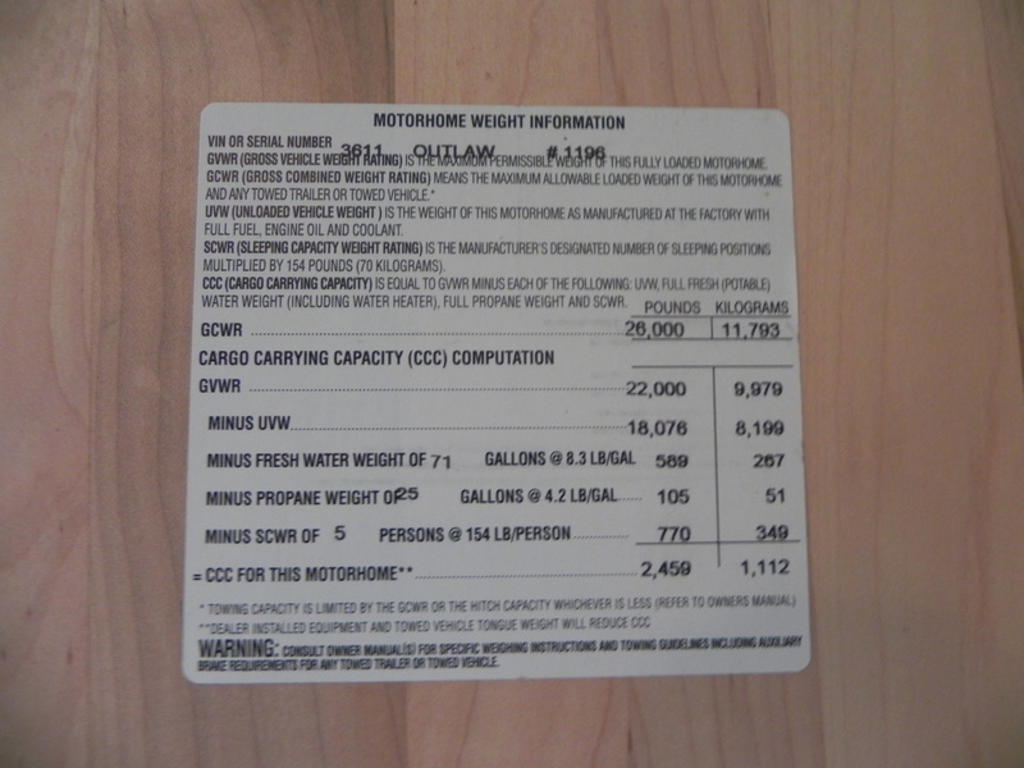 MOTORHOME WEIGHT INFORMATION
VIN OR SERIAL NUMBER 3611 OUTLAW #1196
GVWR (GROSS VEHICLE WEIGHT RATING) IS THE MAXIMUM PERMISSIBLE WEIGHT OF THIS FULLY LOADED MOTORHOME.
GCWR (GROSS COMBINED WEIGHT RATING) MEANS THE MAXIMUM ALLOWABLE LOADED WEIGHT OF THIS MOTORHOME
AND ANY TOWED TRAILER OR TOWED VEHICLE.*
UVW (UNLOADED VEHICLE WEIGHT ) IS THE WEIGHT OF THIS MOTORHOME AS MANUFACTURED AT THE FACTORY WITH
FULL FUEL, ENGINE OIL AND COOLANT.
SCWR (SLEEPING CAPACITY WEIGHT RATING) IS THE MANUFACTURER'S DESIGNATED NUMBER OF SLEEPING POSITIONS
MULTIPLIED BY 154 POUNDS (70 KILOGRAMS).
CCC (CARGO CARRYING CAPACITY) IS EQUAL TO GVWR MINUS EACH OF THE FOLLOWING: UVW, FULL FRESH (POTABLE)
WATER WEIGHT (INCLUDING WATER HEATER), FULL PROPANE WEIGHT AND SCWR. POUNDS KILOGRAMS
GCWR 26,000 11,793
CARGO CARRYING CAPACITY (CCC) COMPUTATION
GVWR 22,000 9,979
MINUS UVW 18,076 8,199
MINUS FRESH WATER WEIGHT OF 71 GALLONS @ 8.3 LB/GAL 589 267
MINUS PROPANE WEIGHT OF 25 GALLONS @ 4.2 LB/GAL 105 51
MINUS SCWR OF 5 PERSONS @ 154 LB/PERSON 770 349
= CCC FOR THIS MOTORHOME** 2,459 1,112
* TOWING CAPACITY IS LIMITED BY THE GCWR OR THE HITCH CAPACITY WHICHEVER IS LESS (REFER TO OWNERS MANUAL)
**DEALER INSTALLED EQUIPMENT AND TOWED VEHICLE TONGUE WEIGHT WILL REDUCE CCC
WARNING: CONSULT OWNER MANUAL(S) FOR SPECIFIC WEIGHING INSTRUCTIONS AND TOWING GUIDELINES INCLUDING AUXILIARY
BRAKE REQUIREMENTS FOR ANY TOWED TRAILER OR TOWED VEHICLE.